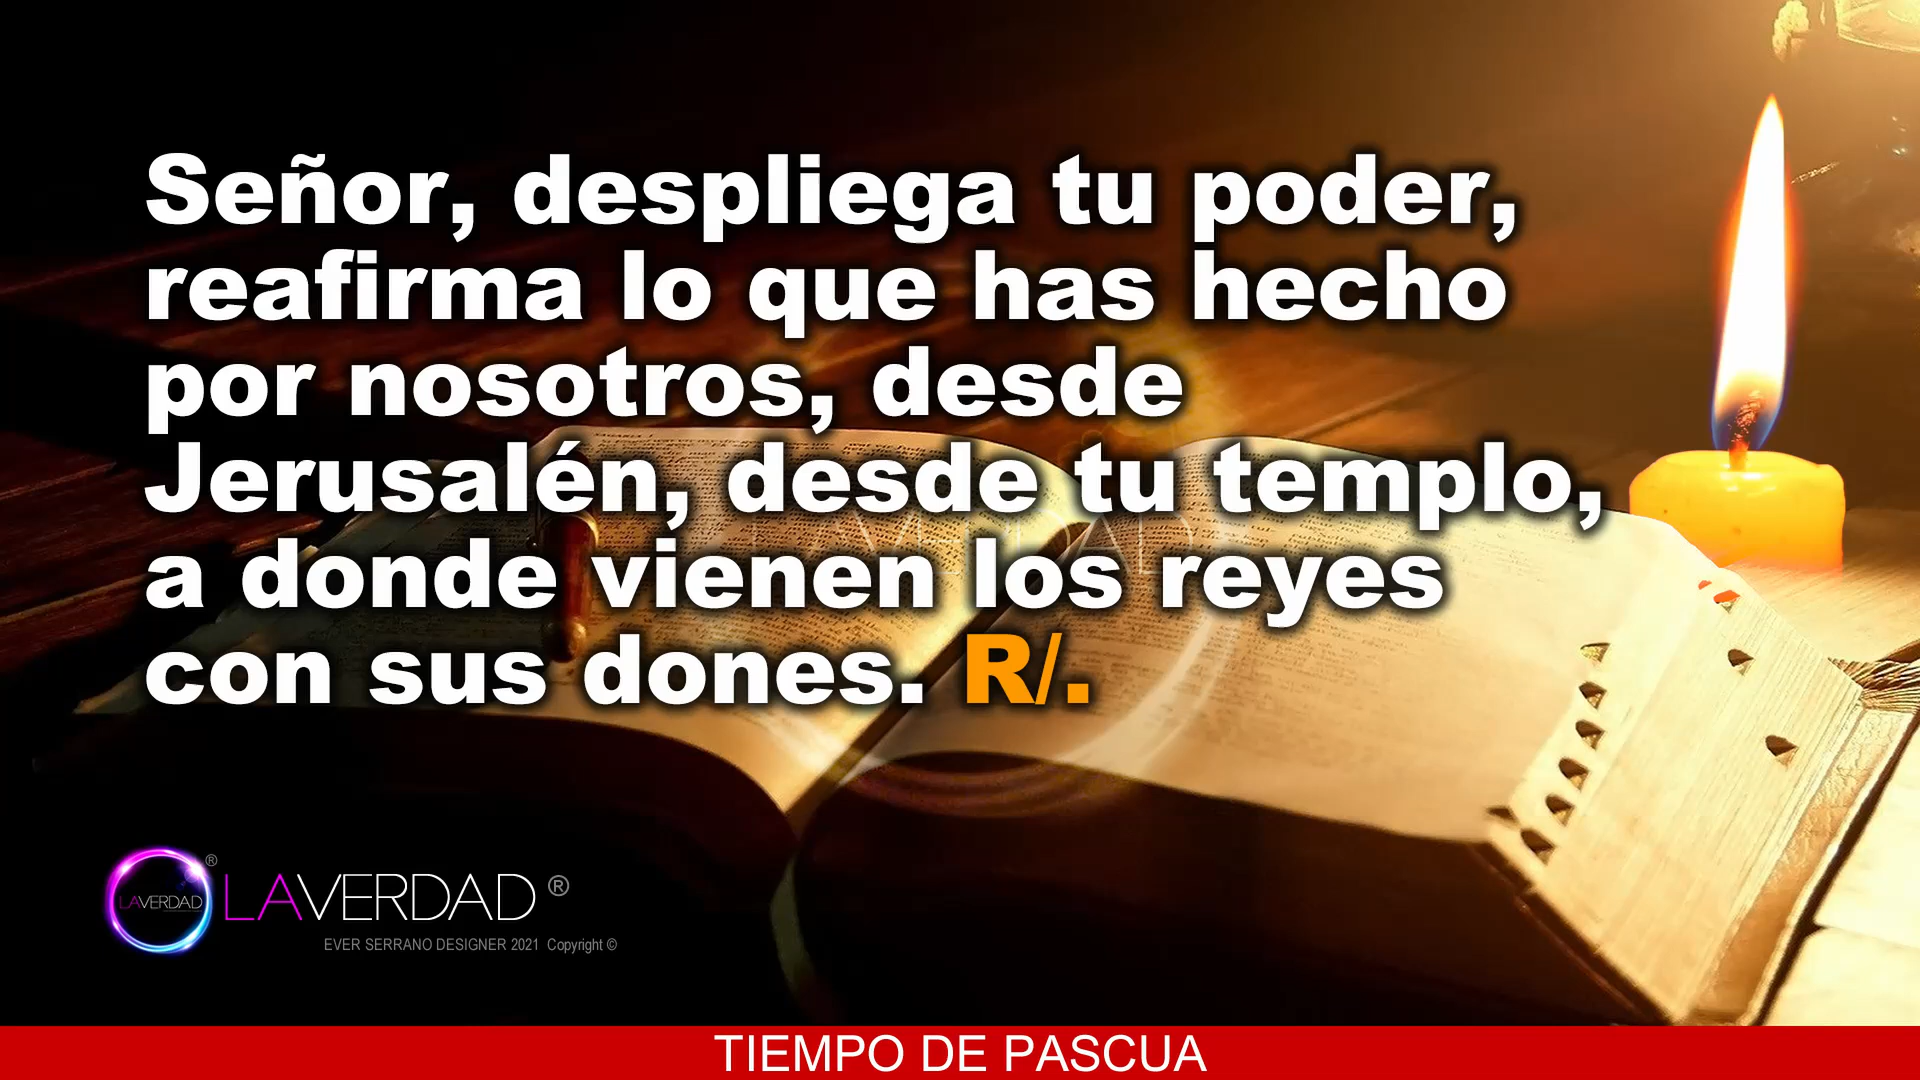 Señor, despliega tu poder,
reafirma lo que has hecho
por nosotros, desde
Jerusalén, desde tu templo,
a donde vienen los reyes
con sus dones. R/.
LAVERDAD ®
LAVERDAD®
EVER SERRANO DESIGNER 2021 Copyright ©
TIEMPO DE PASCUA